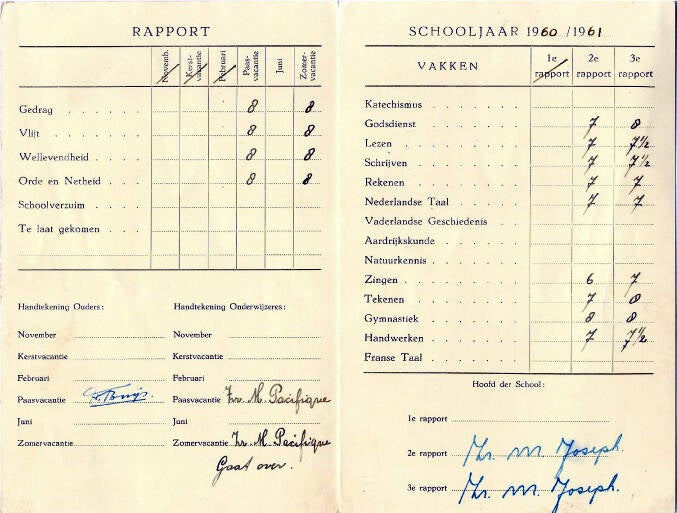 RAPPORT
Novemb. Kerst-vacantie Februari Paas-vacantie Juni Zomer-vacantie
Gedrag . . . . . 8 8
Vlijt . . . . . 8 8
Wellevendheid . . . 8 8
Orde en Netheid . . . 8 8
Schoolverzuim . . .
Te laat gekomen . . .
Handtekening Ouders: Handtekening Onderwijzeres:
November November
Kerstvacantie Kerstvacantie
Februari Februari
Paasvacantie Paasvacantie Zr. M. Pacifique
Juni Juni
Zomervacantie Zomervacantie Zr. M. Pacifique
Gaat over.
SCHOOLJAAR 1960/1961
VAKKEN 1e rapport 2e rapport 3e rapport
Katechismus
Godsdienst 7 8
Lezen 7 7½
Schrijven 7 7½
Rekenen 7 7
Nederlandse Taal 7 7
Vaderlandse Geschiedenis
Aardrijkskunde
Natuurkennis
Zingen 6 7
Tekenen 7 8
Gymnastiek 8 8
Handwerken 7 7½
Franse Taal
Hoofd der School:
1e rapport
2e rapport Zr. M. Joseph.
3e rapport Zr. M. Joseph.